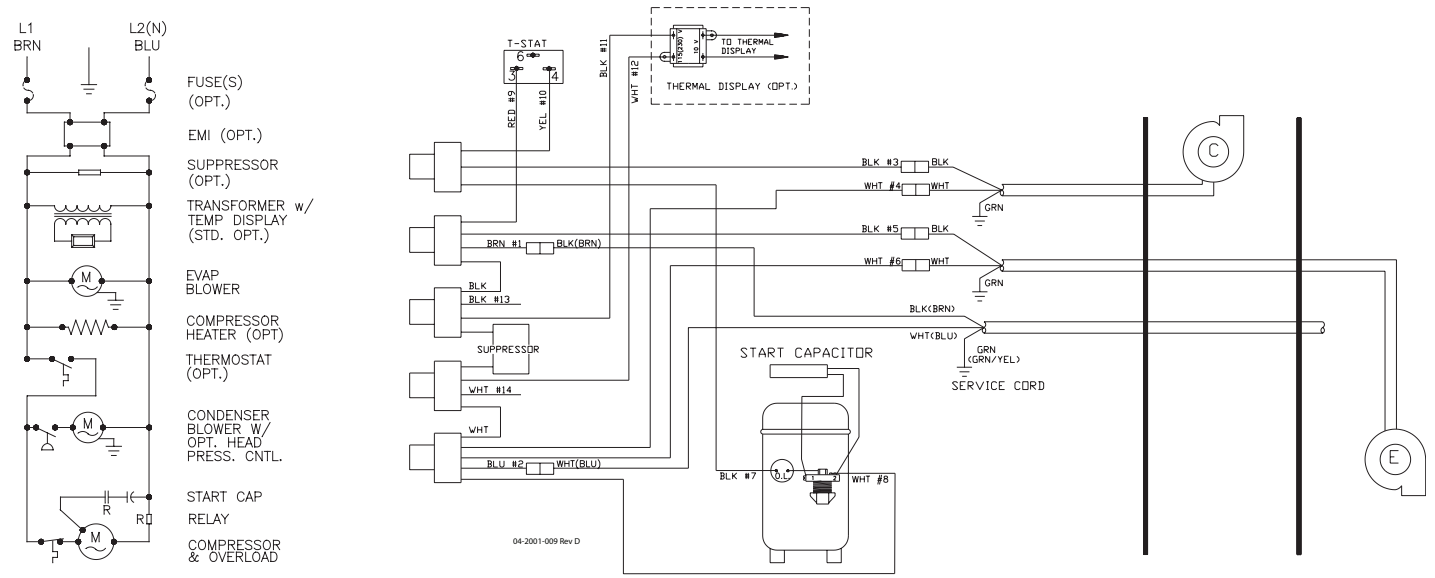 L1
BRN
L2(N)
BLU
FUSE(S)
(OPT.)
EMI (OPT.)
SUPPRESSOR
(OPT.)
TRANSFORMER w/
TEMP DISPLAY
(STD. OPT.)
M
EVAP
BLOWER
COMPRESSOR
HEATER (OPT)
THERMOSTAT
(OPT.)
M
CONDENSER
BLOWER W/
OPT. HEAD
PRESS. CNTL.
R
START CAP
R
RELAY
M
COMPRESSOR
& OVERLOAD
T-STAT
6
3
4
RED #9
YEL #10
BLK #11
WHT #12
115(230) V
10 V
TO THERMAL
DISPLAY
THERMAL DISPLAY (OPT.)
BLK #3
BLK
WHT #4
WHT
GRN
BLK #5
BLK
WHT #6
WHT
GRN
BRN #1
BLK(BRN)
BLK
BLK #13
SUPPRESSOR
WHT #14
WHT
BLU #2
WHT(BLU)
BLK(BRN)
WHT(BLU)
GRN
(GRN/YEL)
SERVICE CORD
START CAPACITOR
BLK #7
O.L.
1
2
WHT #8
C
E
04-2001-009 Rev D